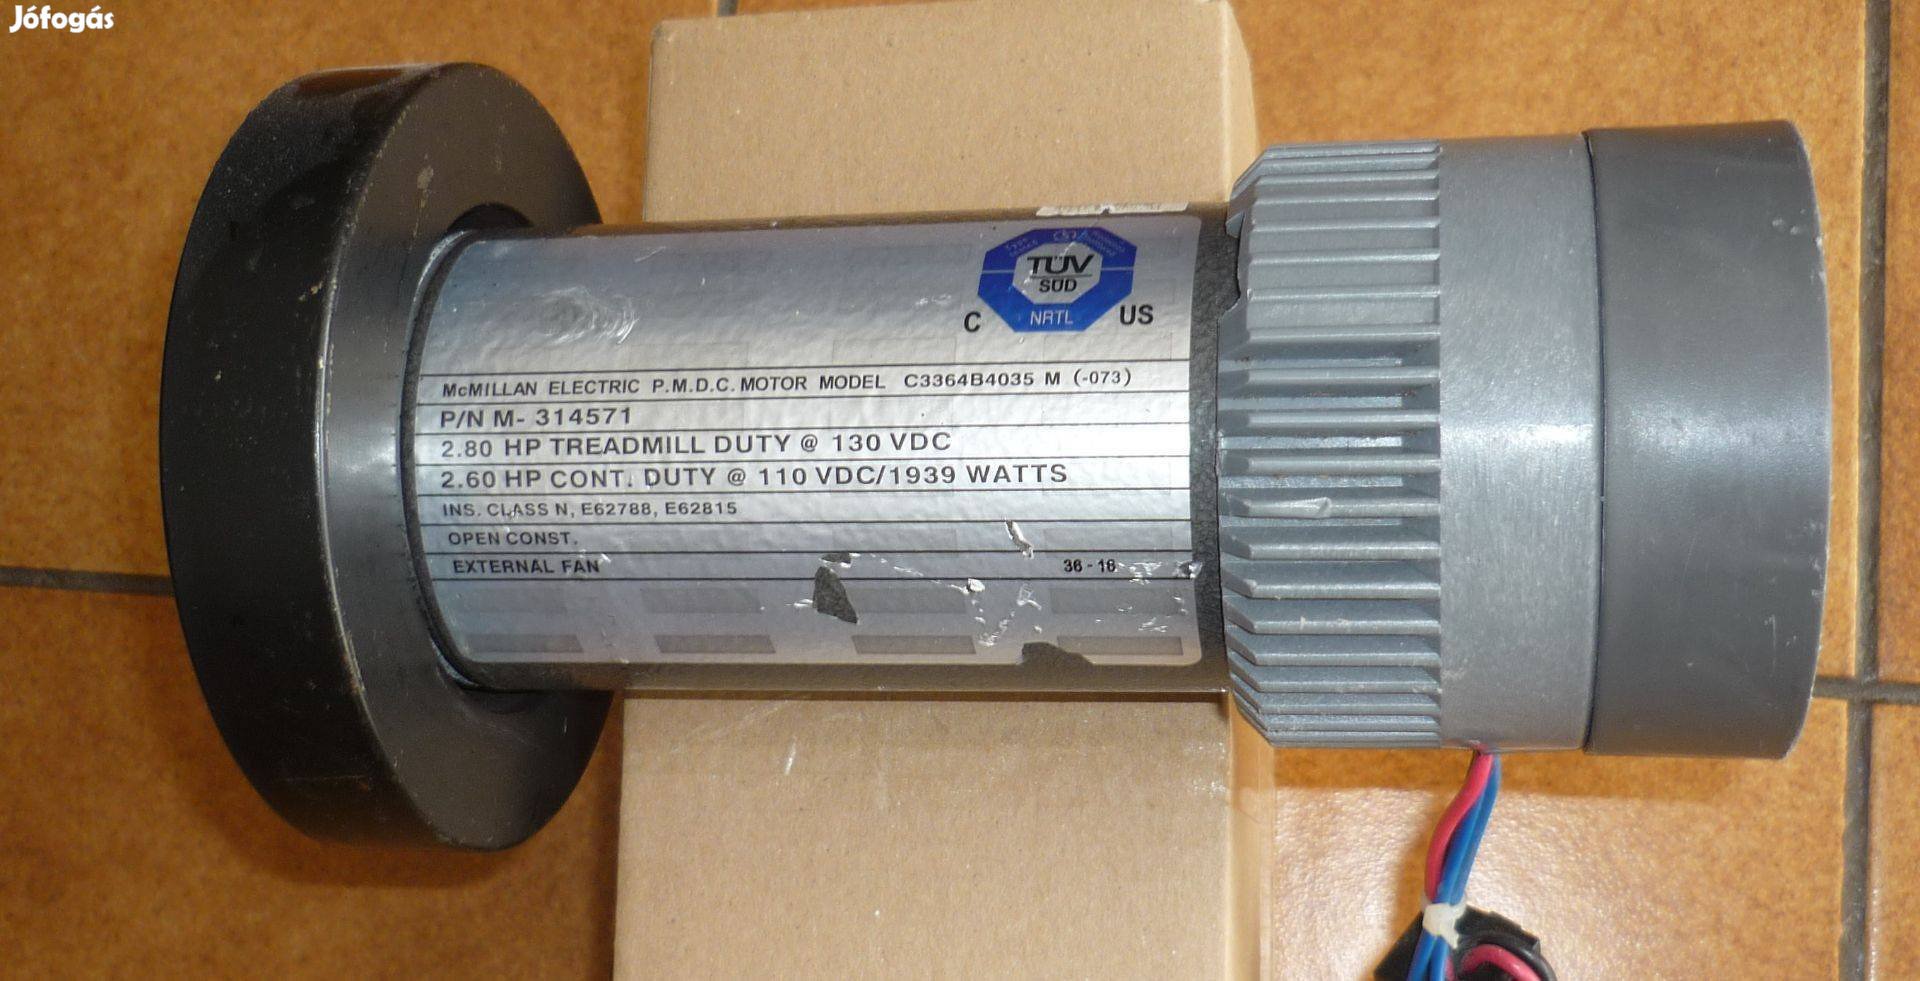 Jófogás
TÜV
SÜD
NRTL
C US
McMILLAN ELECTRIC P.M.D.C. MOTOR MODEL C3364B4035 M (-073)
P/N M- 314571
2.80 HP TREADMILL DUTY @ 130 VDC
2.60 HP CONT. DUTY @ 110 VDC/1939 WATTS
INS. CLASS N, E62788, E62815
OPEN CONST.
EXTERNAL FAN 36 - 16